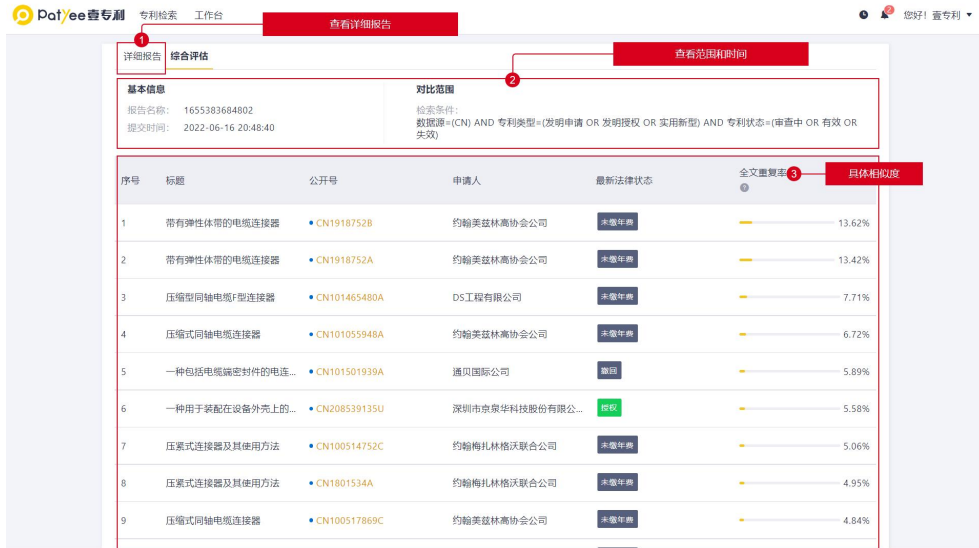 Patyee壹专利 专利检索 工作台 查看详细报告 2 您好！壹专利
1
详细报告 综合评估 查看范围和时间
2
基本信息 对比范围
报告名称： 1655383684802 检索条件：
提交时间： 2022-06-16 20:48:40 数据源=(CN) AND 专利类型=(发明申请 OR 发明授权 OR 实用新型) AND 专利状态=(审查中 OR 有效 OR
失效)
序号 标题 公开号 申请人 最新法律状态 全文重复率 3 具体相似度
?
1 带有弹性体带的电缆连接器 CN1918752B 约翰美兹林高协会公司 未缴年费 13.62%
2 带有弹性体带的电缆连接器 CN1918752A 约翰美兹林高协会公司 未缴年费 13.42%
3 压缩型同轴电缆F型连接器 CN101465480A DS工程有限公司 未缴年费 7.71%
4 压缩式同轴电缆连接器 CN101055948A 约翰美兹林高协会公司 未缴年费 6.72%
5 一种包括电缆端密封件的电连... CN101501939A 通贝国际公司 撤回 5.89%
6 一种用于装配在设备外壳上的... CN208539135U 深圳市京泉华科技股份有限公... 授权 5.58%
7 压紧式连接器及其使用方法 CN100514752C 约翰梅扎林格沃联合公司 未缴年费 5.06%
8 压紧式连接器及其使用方法 CN1801534A 约翰梅扎林格沃联合公司 未缴年费 4.95%
9 压缩式同轴电缆连接器 CN100517869C 约翰美兹林高协会公司 未缴年费 4.84%